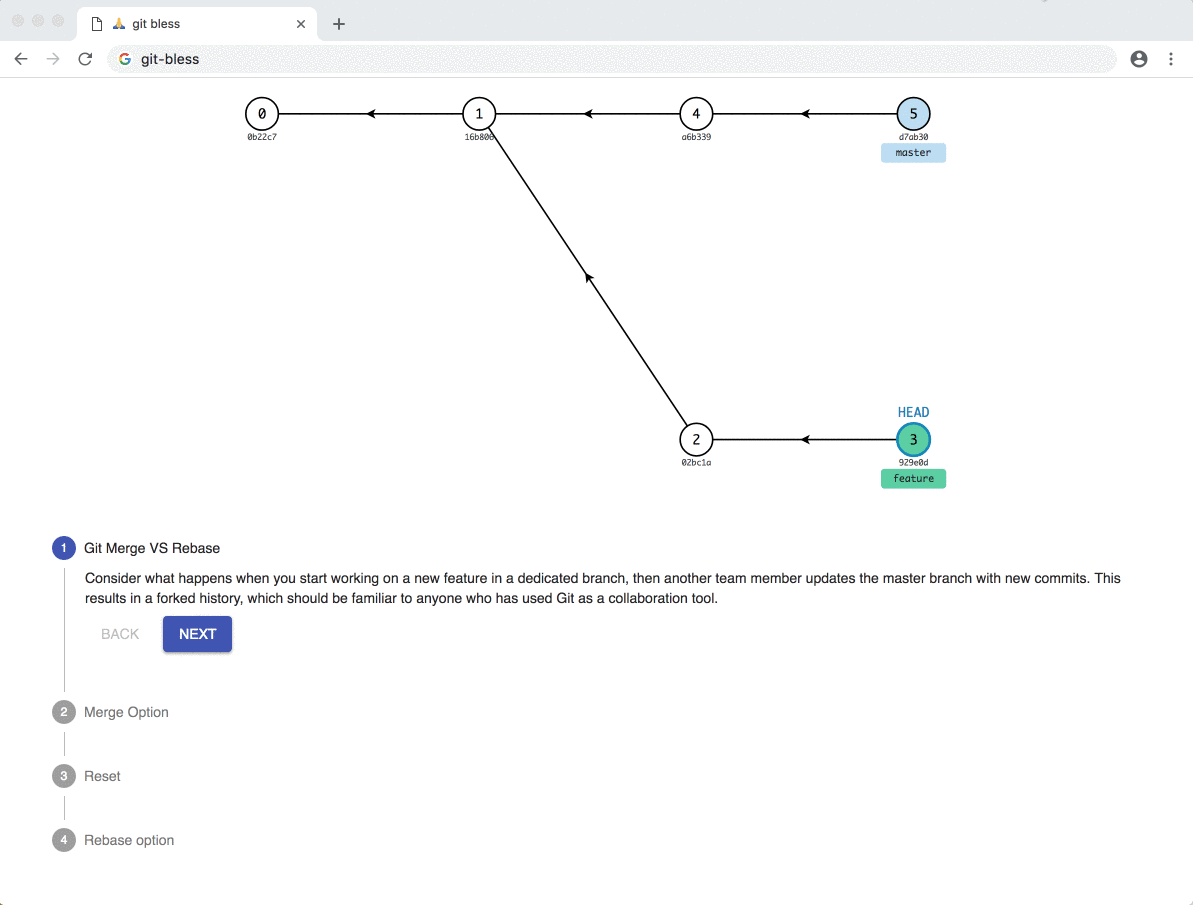 🙏 git bless
git-bless
0
1
4
5
0b22c7
16b806
a6b339
d7ab30
master
HEAD
2
3
02bc1a
929e0d
feature
1 Git Merge VS Rebase
Consider what happens when you start working on a new feature in a dedicated branch, then another team member updates the master branch with new commits. This
results in a forked history, which should be familiar to anyone who has used Git as a collaboration tool.
BACK NEXT
2 Merge Option
3 Reset
4 Rebase option